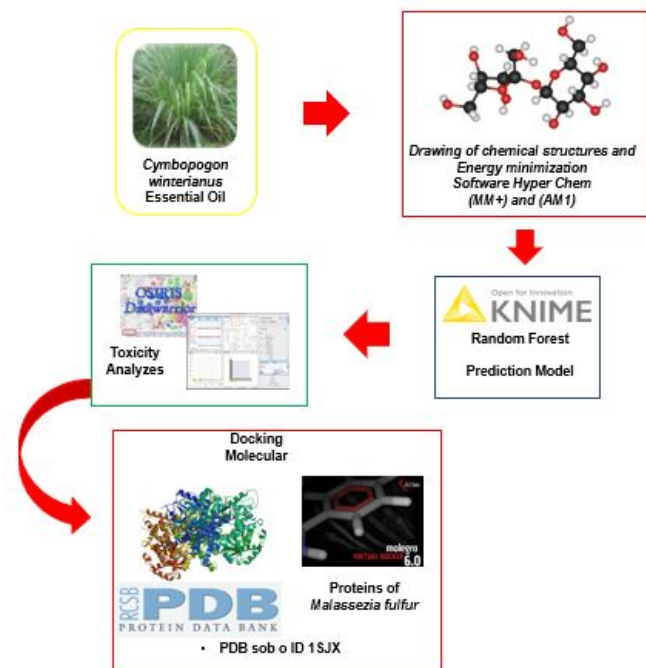 Cymbopogon
winterianus
Essential Oil
Drawing of chemical structures and
Energy minimization
Software Hyper Chem
(MM+) and (AM1)
Open for Innovation
KNIME
Random Forest
Prediction Model
OSIRIS
DataWarrior
Toxicity
Analyzes
Docking
Molecular
molegro
VIRTUAL DOCKER
6.0
Proteins of
Malassezia fulfur
RCSB
PDB
PROTEIN DATA BANK
• PDB sob o ID 1SJX